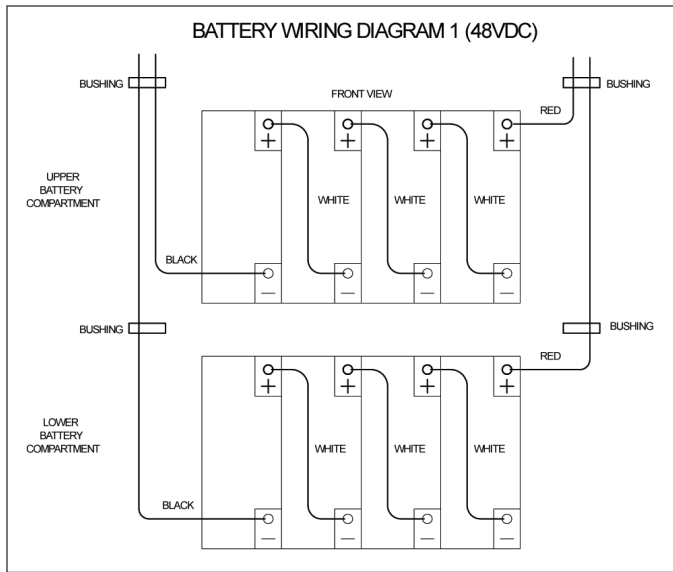 BATTERY WIRING DIAGRAM 1 (48VDC)
BUSHING
BUSHING
FRONT VIEW
RED
+
+
+
+
UPPER
BATTERY
COMPARTMENT
WHITE
WHITE
WHITE
BLACK
−
−
−
−
BUSHING
BUSHING
RED
+
+
+
+
LOWER
BATTERY
COMPARTMENT
WHITE
WHITE
WHITE
BLACK
−
−
−
−